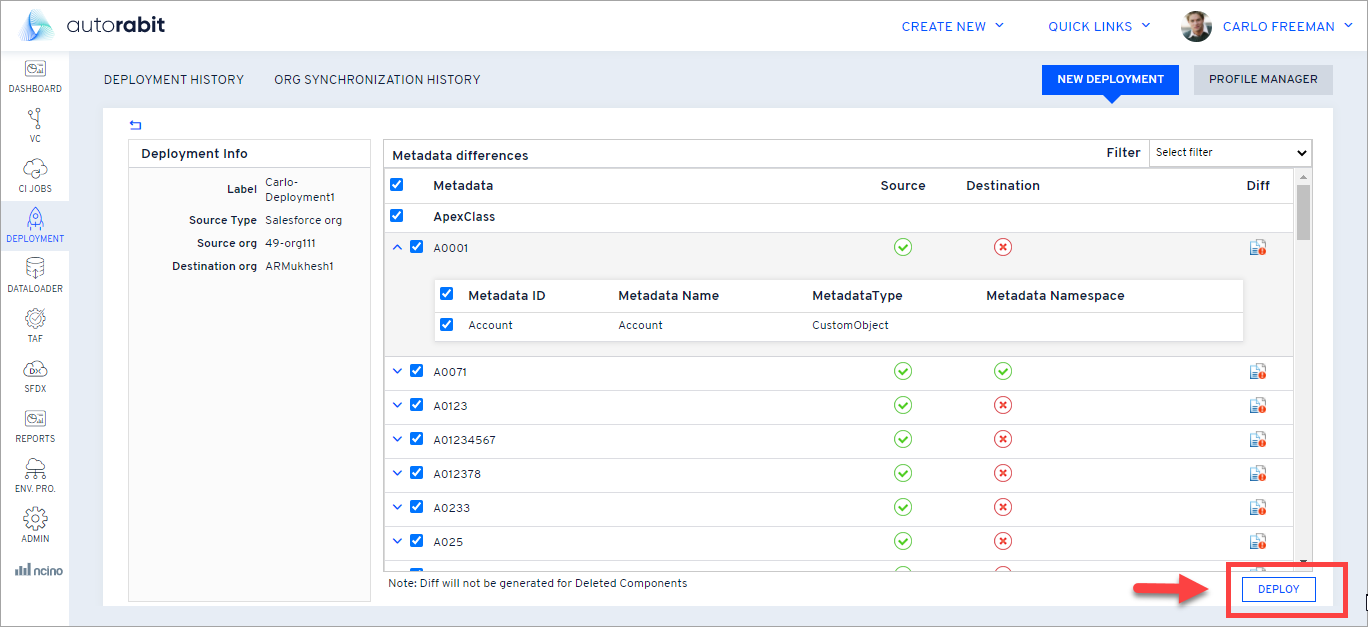 autorabit
CREATE NEW
QUICK LINKS
CARLO FREEMAN
DASHBOARD
VC
CI JOBS
DEPLOYMENT
DATALOADER
TAF
DX
SFDX
REPORTS
ENV. PRO.
ADMIN
ncino
DEPLOYMENT HISTORY
ORG SYNCHRONIZATION HISTORY
NEW DEPLOYMENT
PROFILE MANAGER
Deployment Info
Label Carlo-
Deployment1
Source Type Salesforce org
Source org 49-org111
Destination org ARMukhesh1
Metadata differences
Filter Select filter
Metadata Source Destination Diff
ApexClass
A0001
Metadata ID Metadata Name MetadataType Metadata Namespace
Account Account CustomObject
A0071
A0123
A01234567
A012378
A0233
A025
Note: Diff will not be generated for Deleted Components
DEPLOY